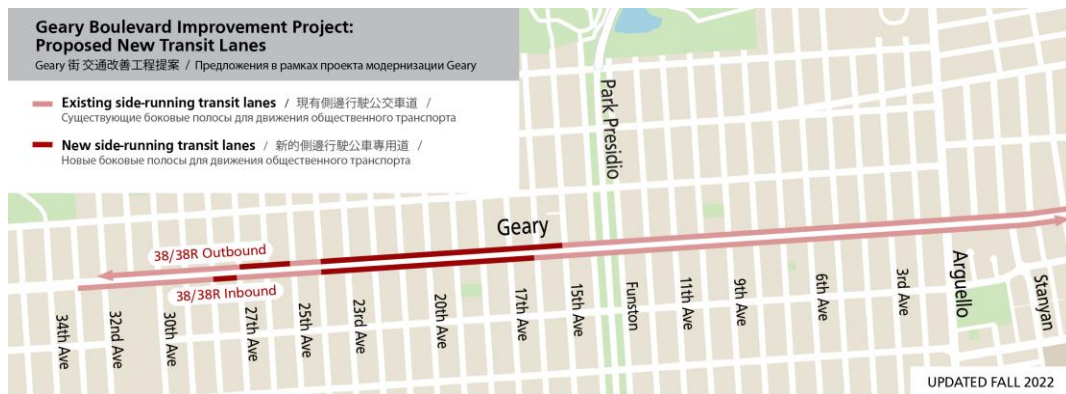 Geary Boulevard Improvement Project:
Proposed New Transit Lanes
Geary 街 交通改善工程提案 / Предложения в рамках проекта модернизации Geary
Existing side-running transit lanes / 現有側邊行駛公交車道 /
Существующие боковые полосы для движения общественного транспорта
New side-running transit lanes / 新的側邊行駛公車專用道 /
Новые боковые полосы для движения общественного транспорта
Park Presidio
Geary
38/38R Outbound
38/38R Inbound
34th Ave
32nd Ave
30th Ave
27th Ave
25th Ave
23rd Ave
20th Ave
17th Ave
15th Ave
Funston
11th Ave
9th Ave
6th Ave
3rd Ave
Arguello
Stanyan
UPDATED FALL 2022